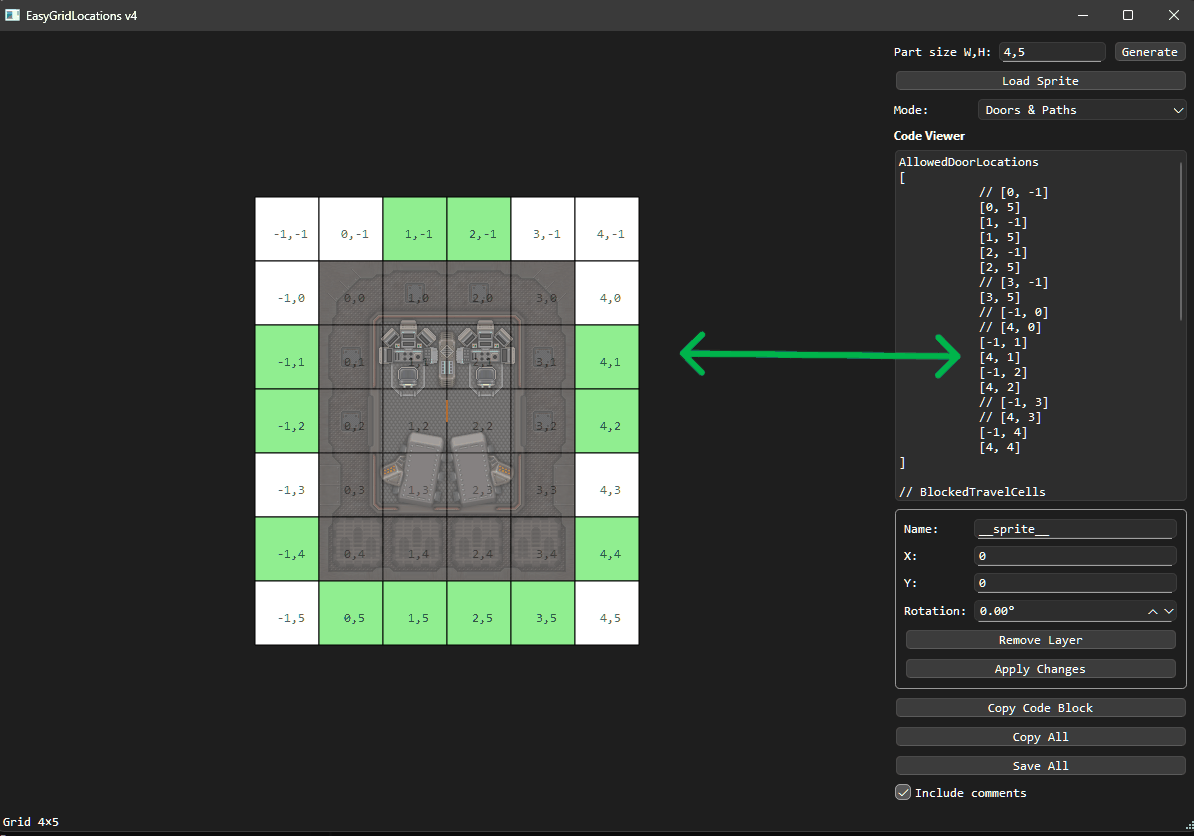 EasyGridLocations v4
Part size W,H: 4,5 Generate
Load Sprite
Mode: Doors & Paths
Code Viewer
AllowedDoorLocations
[
// [0, -1]
[0, 5]
[1, -1]
[1, 5]
[2, -1]
[2, 5]
// [3, -1]
[3, 5]
// [-1, 0]
// [4, 0]
[-1, 1]
[4, 1]
[-1, 2]
[4, 2]
// [-1, 3]
// [4, 3]
[-1, 4]
[4, 4]
]
// BlockedTravelCells
-1,-1 0,-1 1,-1 2,-1 3,-1 4,-1
-1,0 0,0 1,0 2,0 3,0 4,0
-1,1 0,1 3,1 4,1
-1,2 0,2 1,2 2,2 3,2 4,2
-1,3 0,3 1,3 2,3 3,3 4,3
-1,4 0,4 1,4 2,4 3,4 4,4
-1,5 0,5 1,5 2,5 3,5 4,5
Name: __sprite__
X: 0
Y: 0
Rotation: 0.00°
Remove Layer
Apply Changes
Copy Code Block
Copy All
Save All
Include comments
Grid 4×5